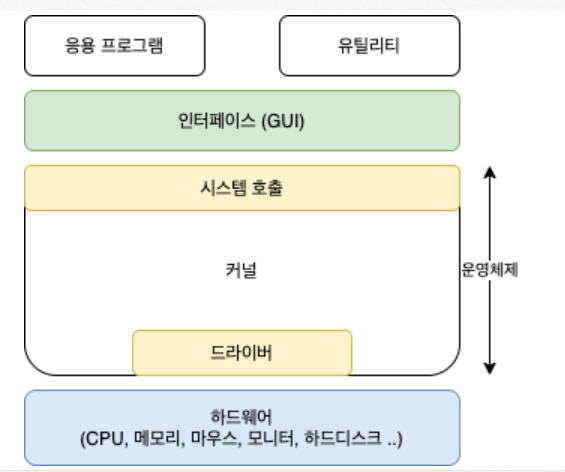 응용 프로그램
유틸리티
인터페이스 (GUI)
시스템 호출
커널
운영체제
드라이버
하드웨어
(CPU, 메모리, 마우스, 모니터, 하드디스크 ..)